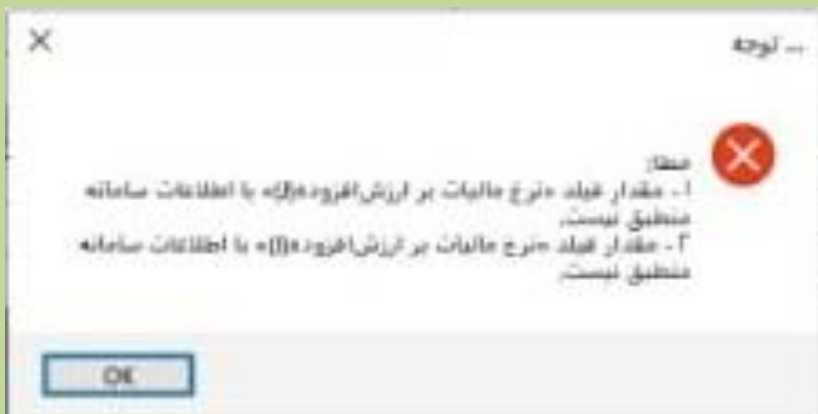 ... توجه
خطا:
۱ - مقدار فیلد «نرخ مالیات بر ارزش‌افزوده» با اطلاعات سامانه
منطبق نیست.
۲ - مقدار فیلد «نرخ مالیات بر ارزش‌افزوده» با اطلاعات سامانه
منطبق نیست.
OK